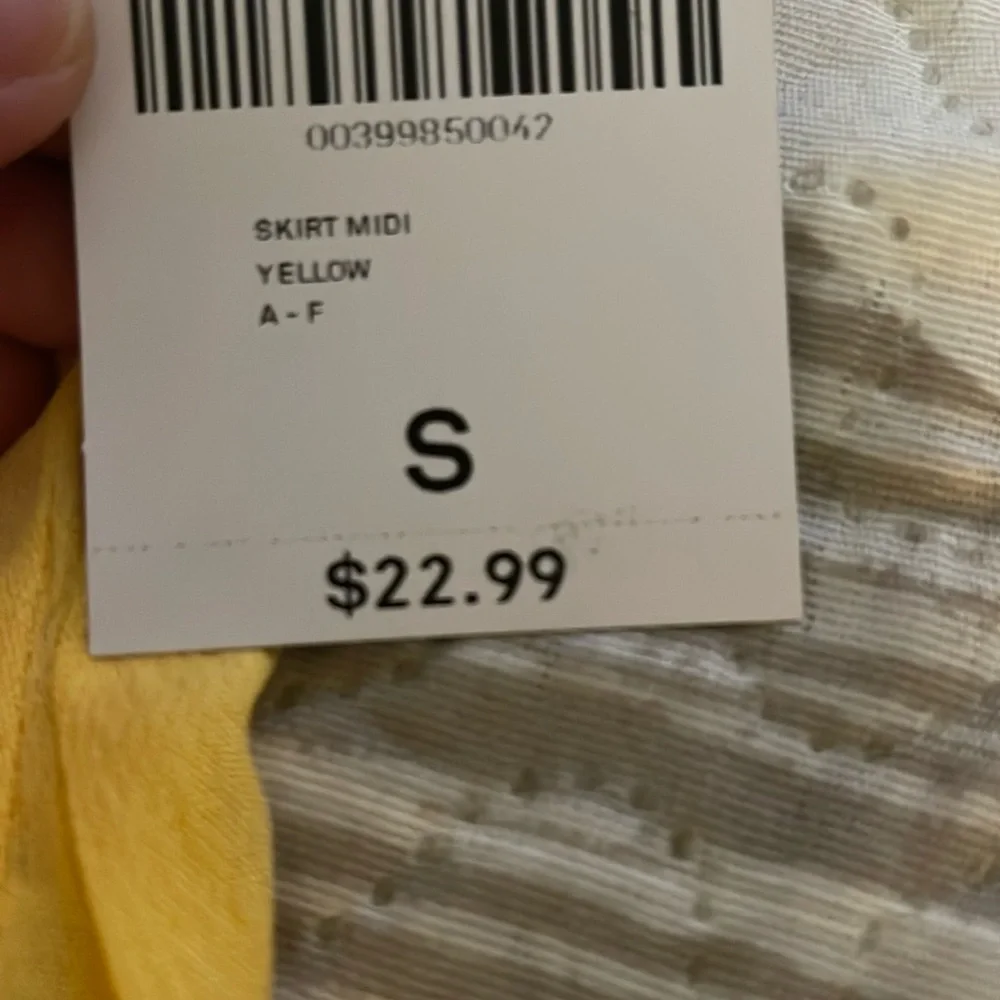 00399850042
SKIRT MIDI
YELLOW
A - F
S
$22.99